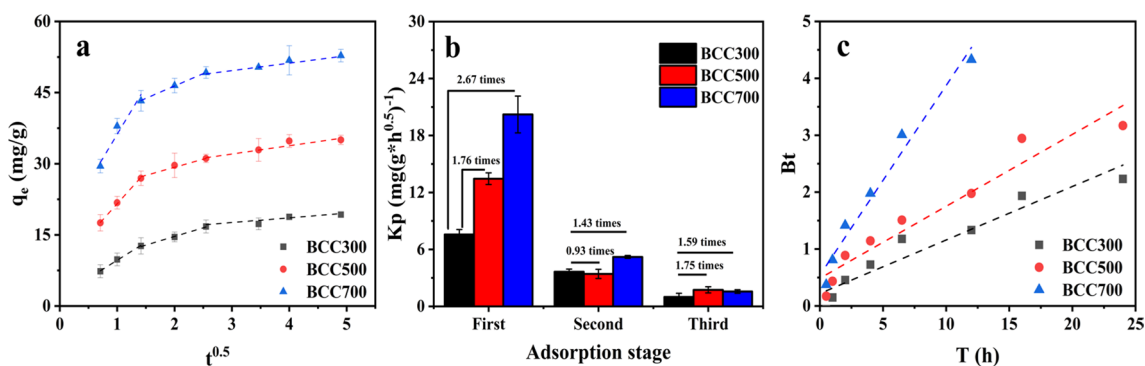 a
60
45
30
15
0
qe (mg/g)
0 1 2 3 4 5
t^0.5
BCC300
BCC500
BCC700
b
30
24
18
12
6
0
Kp (mg(g*h^0.5)^-1)
2.67 times
1.76 times
1.43 times
0.93 times
1.59 times
1.75 times
BCC300
BCC500
BCC700
First Second Third
Adsorption stage
c
5
4
3
2
1
0
Bt
0 5 10 15 20 25
T (h)
BCC300
BCC500
BCC700